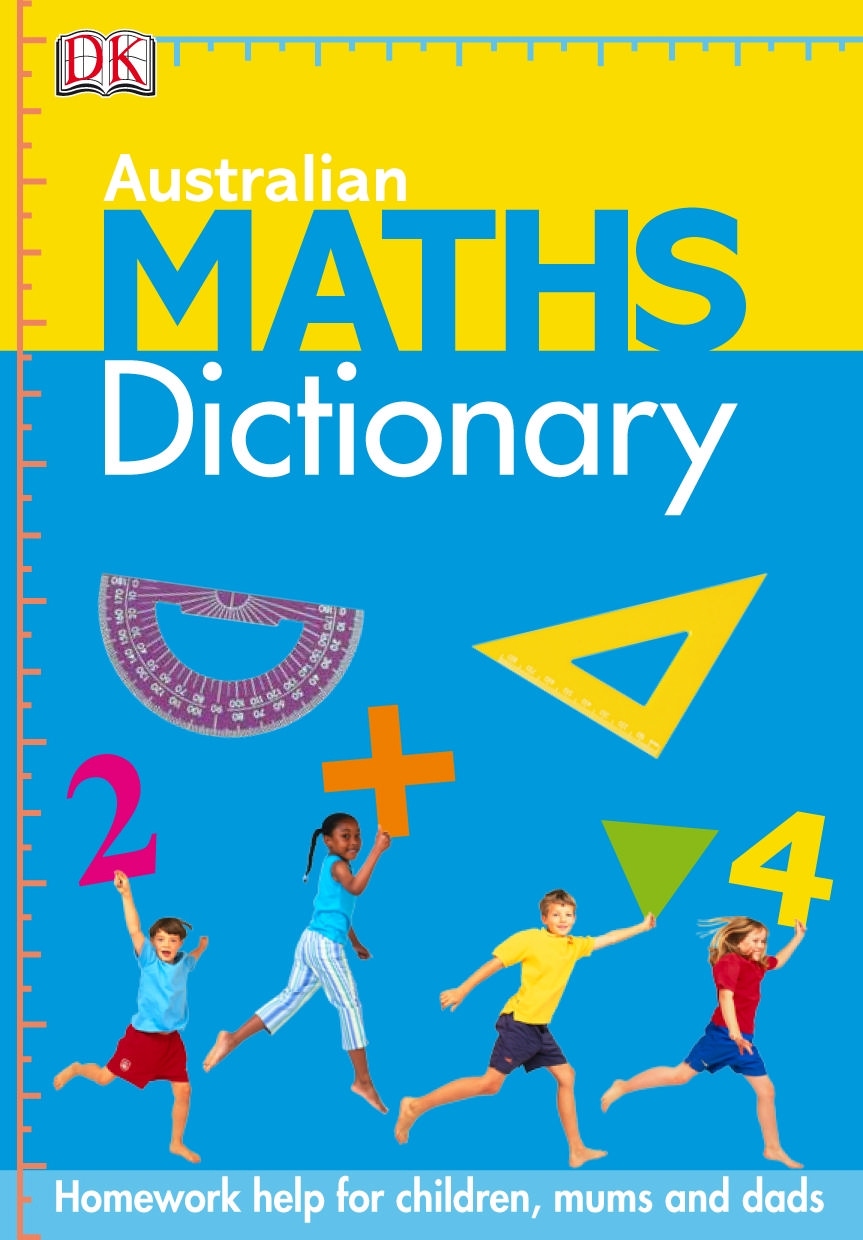 DK
Australian
MATHS
Dictionary
2
4
Homework help for children, mums and dads